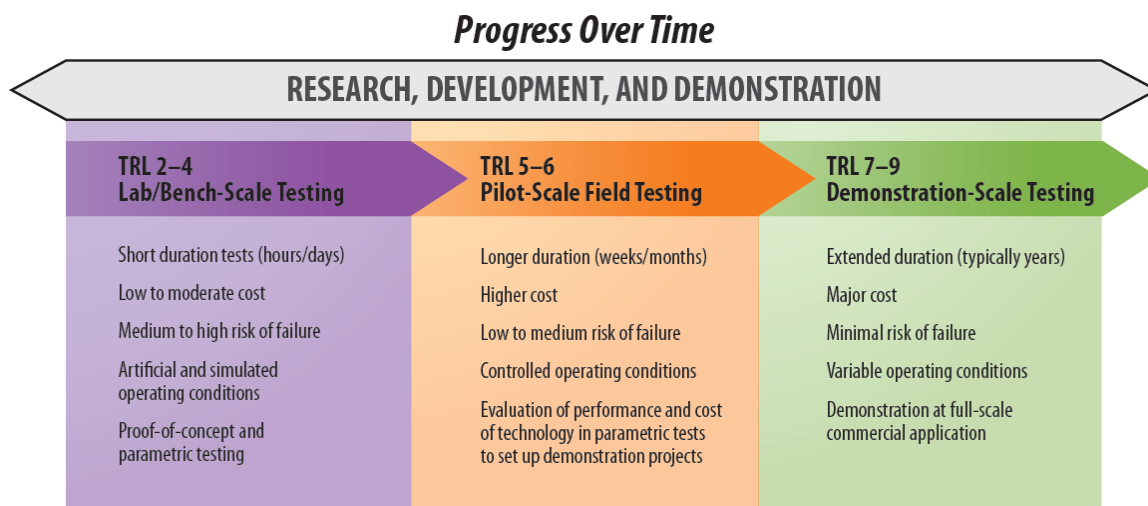 Progress Over Time
RESEARCH, DEVELOPMENT, AND DEMONSTRATION
TRL 2–4
Lab/Bench-Scale Testing
Short duration tests (hours/days)
Low to moderate cost
Medium to high risk of failure
Artificial and simulated
operating conditions
Proof-of-concept and
parametric testing
TRL 5–6
Pilot-Scale Field Testing
Longer duration (weeks/months)
Higher cost
Low to medium risk of failure
Controlled operating conditions
Evaluation of performance and cost
of technology in parametric tests
to set up demonstration projects
TRL 7–9
Demonstration-Scale Testing
Extended duration (typically years)
Major cost
Minimal risk of failure
Variable operating conditions
Demonstration at full-scale
commercial application